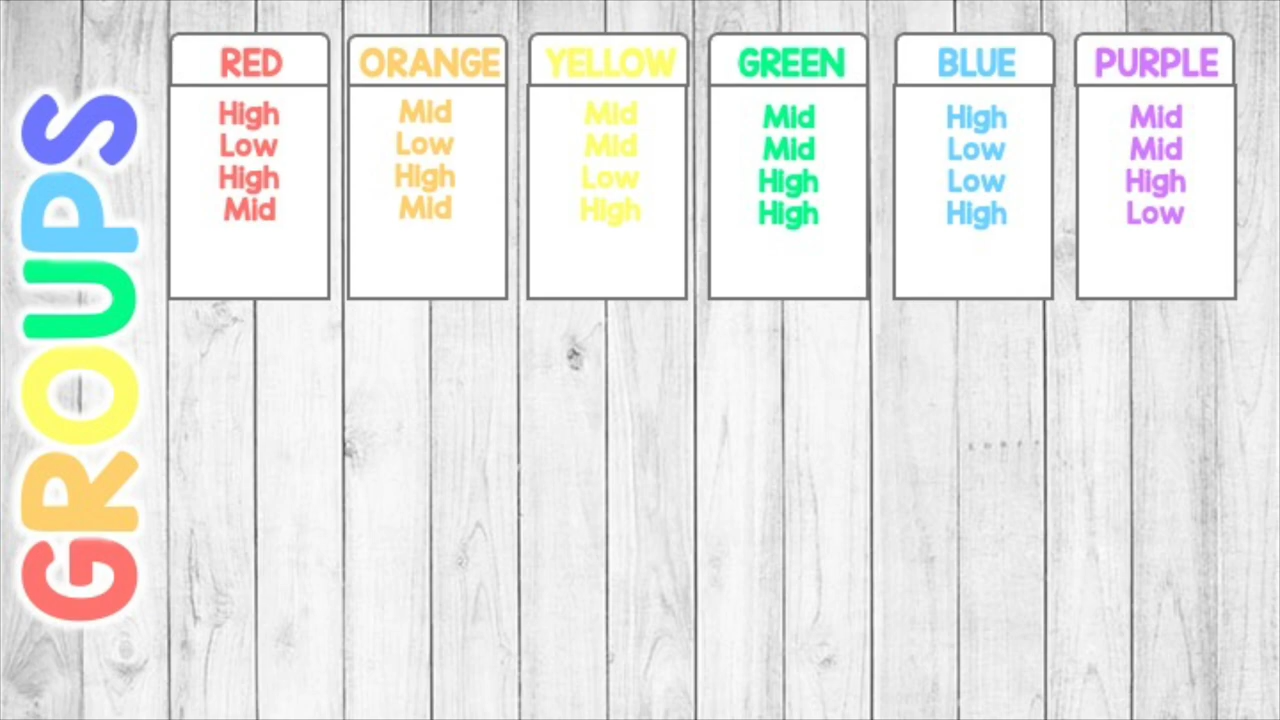 GROUPS
RED
High
Low
High
Mid
ORANGE
Mid
Low
High
Mid
YELLOW
Mid
Mid
Low
High
GREEN
Mid
Mid
High
High
BLUE
High
Low
Low
High
PURPLE
Mid
Mid
High
Low